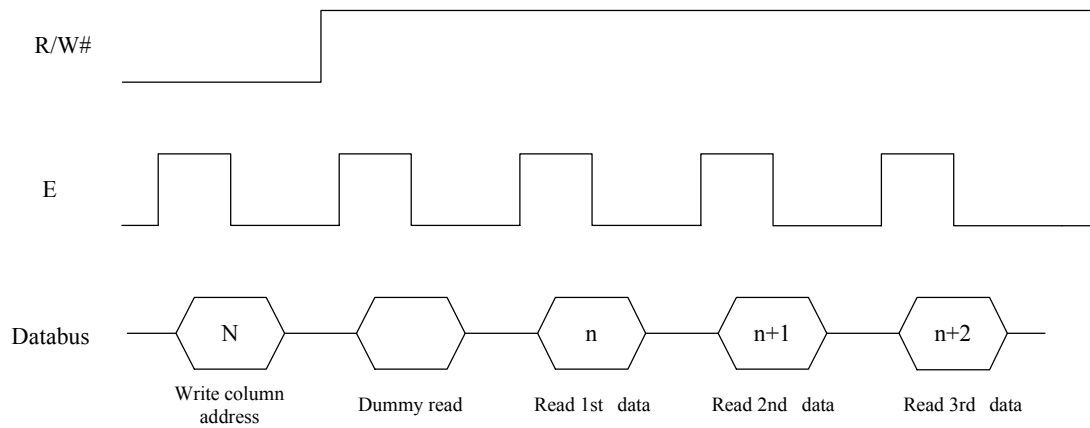 R/W#
E
Databus
N
n
n+1
n+2
Write column
address
Dummy read
Read 1st data
Read 2nd data
Read 3rd data